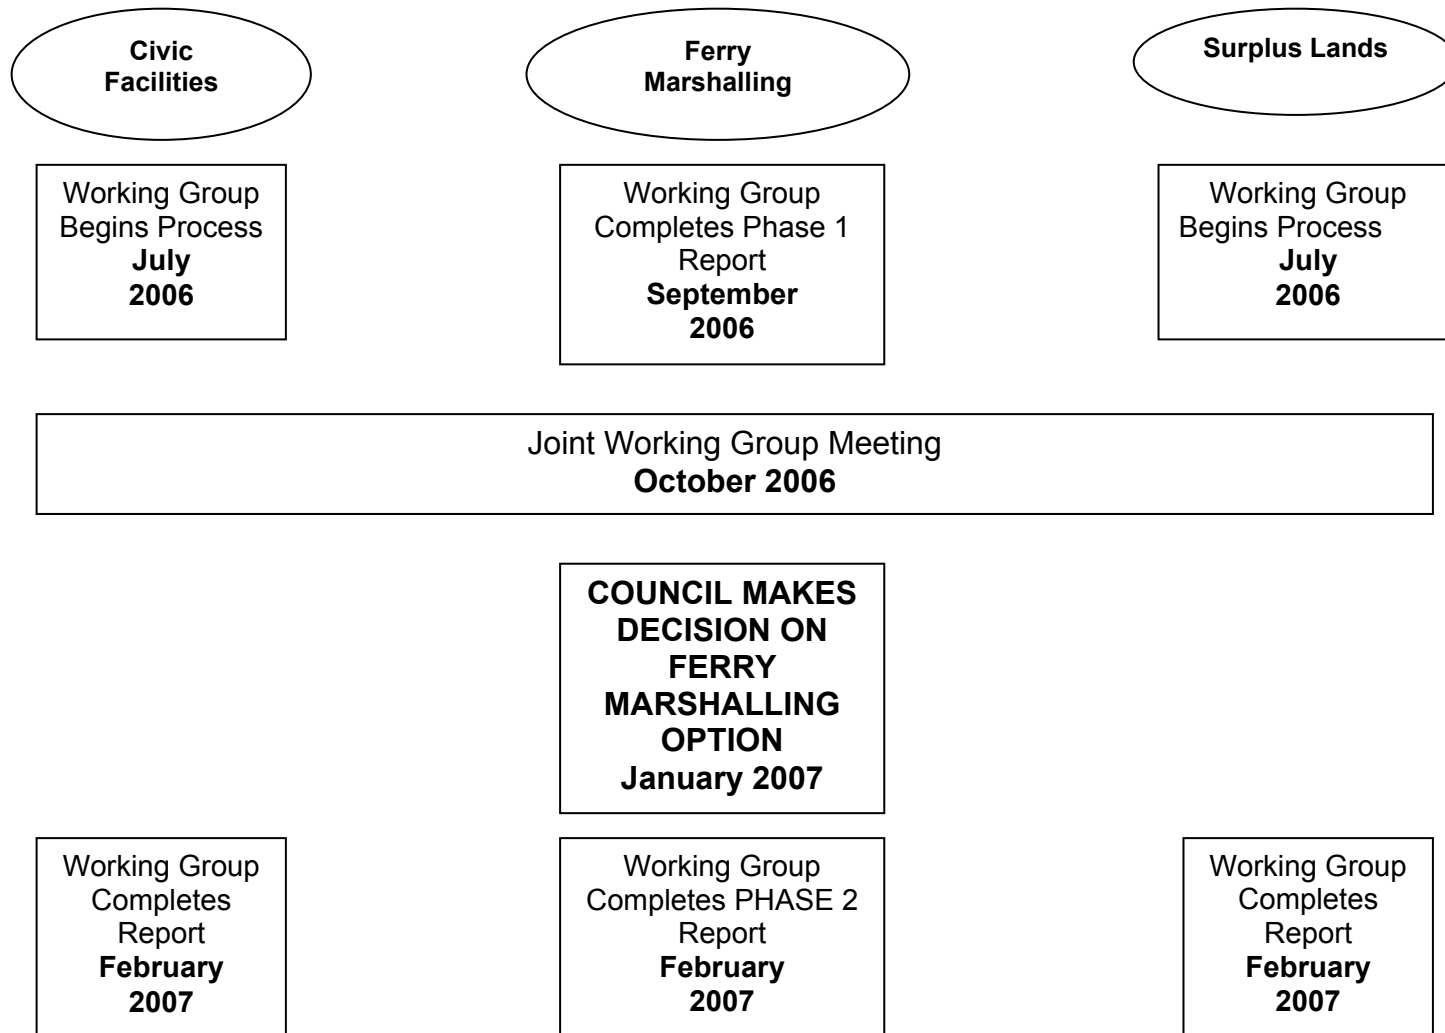 Civic
Facilities
Ferry
Marshalling
Surplus Lands
Working Group
Begins Process
July
2006
Working Group
Completes Phase 1
Report
September
2006
Working Group
Begins Process
July
2006
Joint Working Group Meeting
October 2006
COUNCIL MAKES
DECISION ON
FERRY
MARSHALLING
OPTION
January 2007
Working Group
Completes
Report
February
2007
Working Group
Completes PHASE 2
Report
February
2007
Working Group
Completes
Report
February
2007